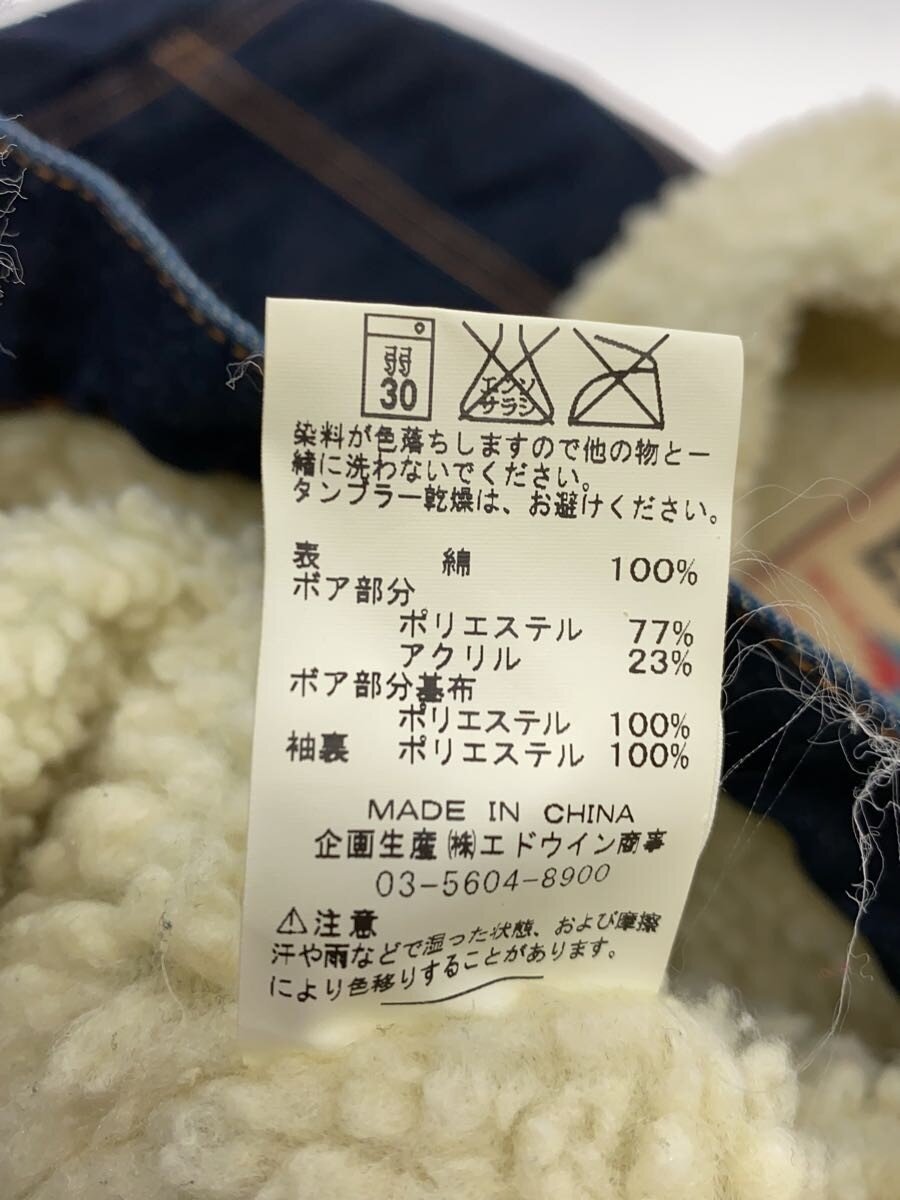 弱
30
エンソ
サラシ
染料が色落ちしますので他の物と一
緒に洗わないでください。
タンブラー乾燥は、お避けください。
表 綿 100%
ボア部分
ポリエステル 77%
アクリル 23%
ボア部分基布
ポリエステル 100%
袖裏 ポリエステル 100%
MADE IN CHINA
企画生産 ㈱エドウイン商事
03-5604-8900
⚠注意
汗や雨などで湿った状態、および摩擦
により色移りすることがあります。